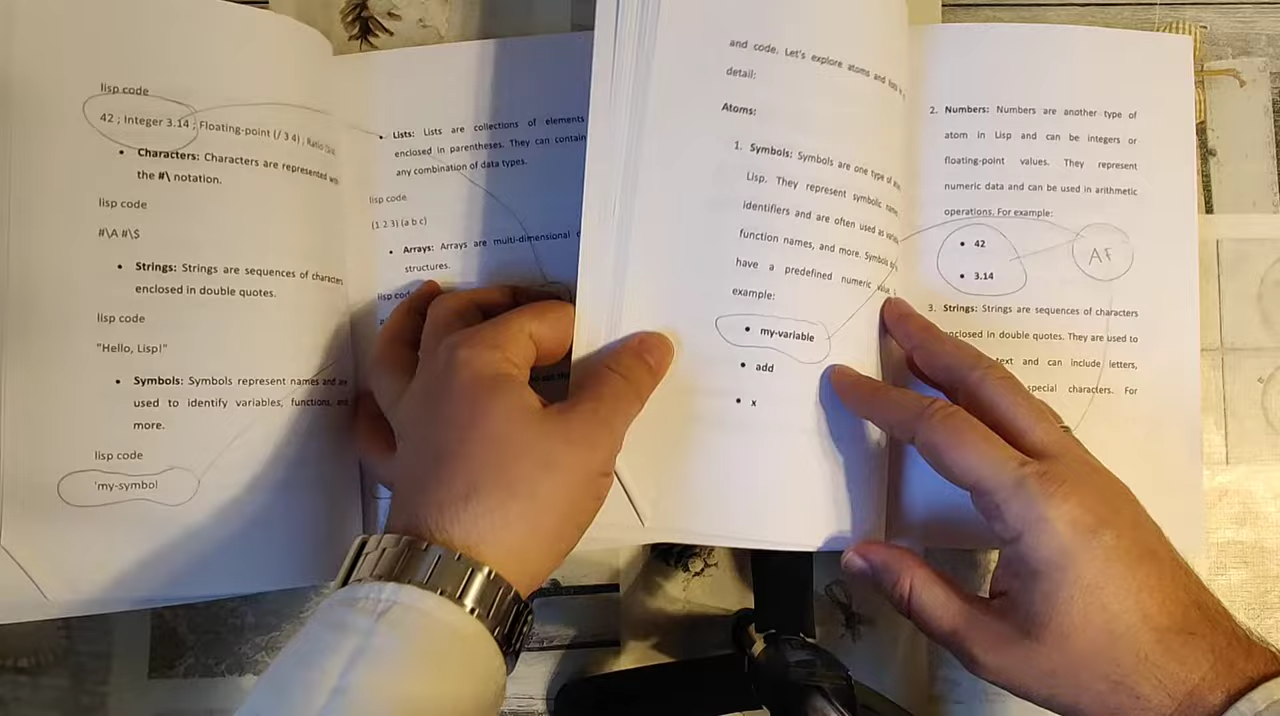 lisp code
42 ; Integer 3.14 ; Floating-point (/ 3 4) ; Ratio
• Characters: Characters are represented with
the #\ notation.
lisp code
#\A #\$
• Strings: Strings are sequences of characters
enclosed in double quotes.
lisp code
"Hello, Lisp!"
• Symbols: Symbols represent names and are
used to identify variables, functions, and
more.
lisp code
'my-symbol
• Lists: Lists are collections of elements
enclosed in parentheses. They can contain
any combination of data types.
lisp code
(1 2 3) (a b c)
• Arrays: Arrays are multi-dimensional
structures.
lisp code
and code. Let's explore atoms and
detail:
Atoms:
1. Symbols: Symbols are one type of
Lisp. They represent symbolic
identifiers and are often used as
function names, and more. Symbols
have a predefined numeric value.
example:
• my-variable
• add
• x
2. Numbers: Numbers are another type of
atom in Lisp and can be integers or
floating-point values. They represent
numeric data and can be used in arithmetic
operations. For example:
• 42
• 3.14
AF
3. Strings: Strings are sequences of characters
enclosed in double quotes. They are used to
text and can include letters,
special characters. For